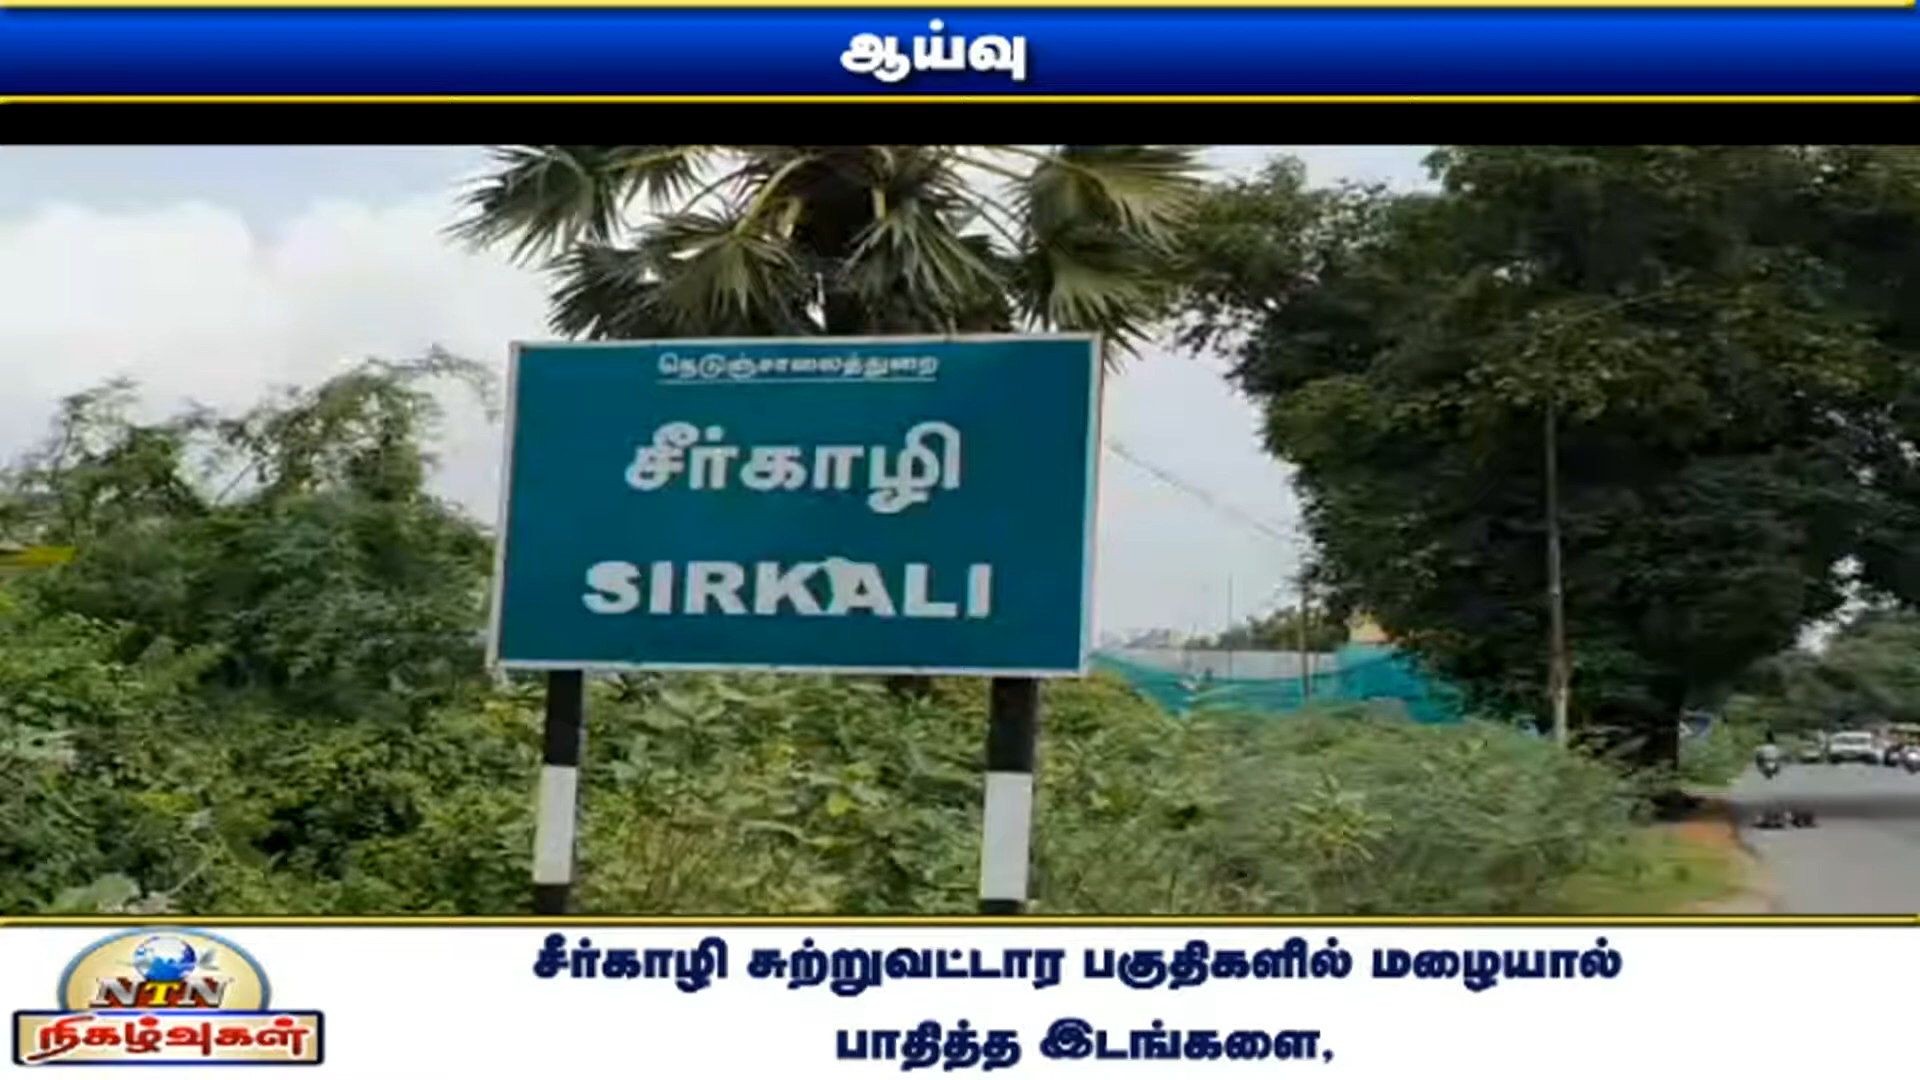 ஆய்வு
நெடுஞ்சாலைத்துறை
சீர்காழி
SIRKALI
சீர்காழி சுற்றுவட்டார பகுதிகளில் மழையால்
பாதித்த இடங்களை,
NTN
நிகழ்வுகள்